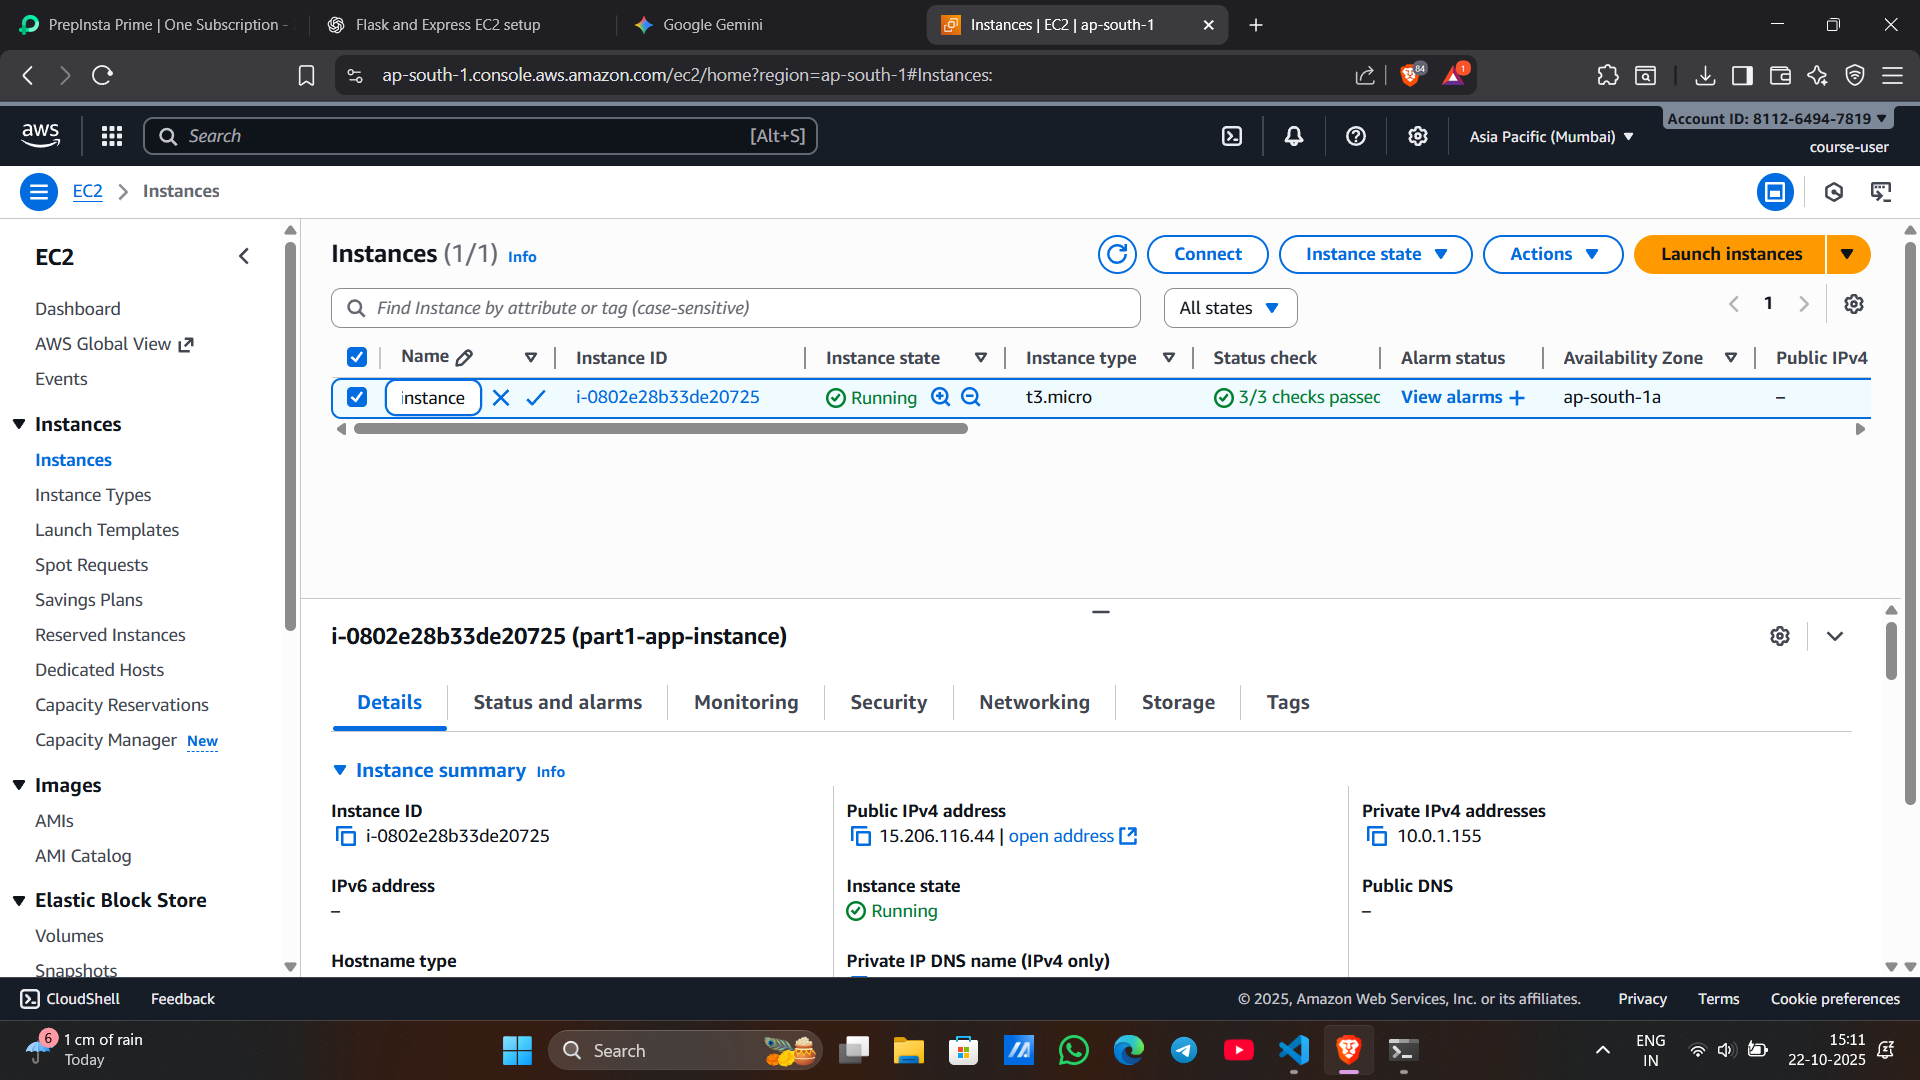 PrepInsta Prime | One Subscription -
Flask and Express EC2 setup
Google Gemini
Instances | EC2 | ap-south-1
ap-south-1.console.aws.amazon.com/ec2/home?region=ap-south-1#Instances:
84
1
aws
Search
[Alt+S]
Asia Pacific (Mumbai)
Account ID: 8112-6494-7819
course-user
EC2
Instances
EC2
Dashboard
AWS Global View
Events
Instances
Instances
Instance Types
Launch Templates
Spot Requests
Savings Plans
Reserved Instances
Dedicated Hosts
Capacity Reservations
Capacity Manager New
Images
AMIs
AMI Catalog
Elastic Block Store
Volumes
Snapshots
Instances (1/1) Info
Connect
Instance state
Actions
Launch instances
Find Instance by attribute or tag (case-sensitive)
All states
1
Name
Instance ID
Instance state
Instance type
Status check
Alarm status
Availability Zone
Public IPv4
instance
i-0802e28b33de20725
Running
t3.micro
3/3 checks passed
View alarms
ap-south-1a
–
i-0802e28b33de20725 (part1-app-instance)
Details
Status and alarms
Monitoring
Security
Networking
Storage
Tags
Instance summary Info
Instance ID
i-0802e28b33de20725
Public IPv4 address
15.206.116.44 | open address
Private IPv4 addresses
10.0.1.155
IPv6 address
–
Instance state
Running
Public DNS
–
Hostname type
Private IP DNS name (IPv4 only)
CloudShell
Feedback
© 2025, Amazon Web Services, Inc. or its affiliates.
Privacy
Terms
Cookie preferences
6
1 cm of rain
Today
Search
ENG
IN
15:11
22-10-2025